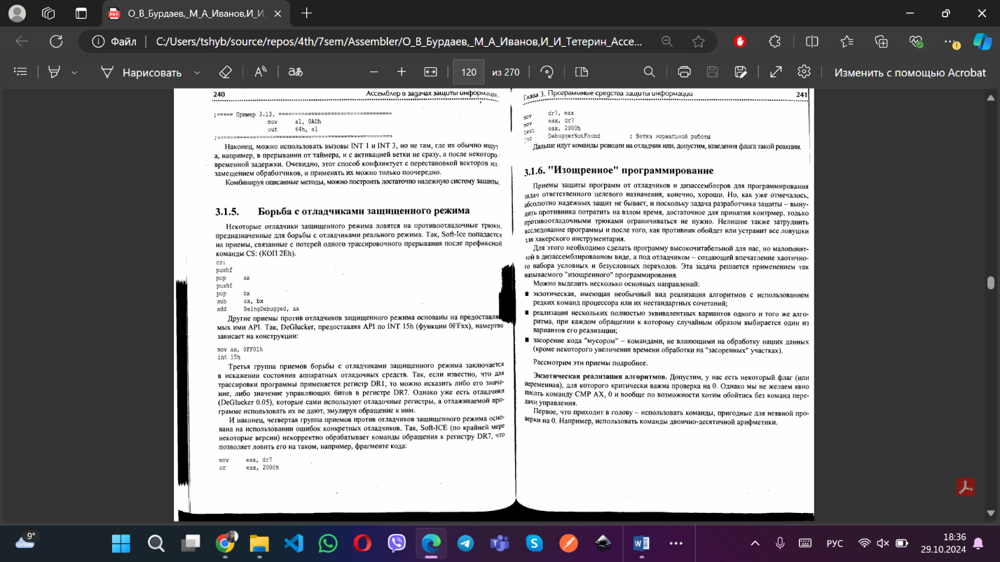 О_В_Бурдаев,_М_А_Иванов,И_И_
Файл
C:/Users/tshyb/source/repos/4th/7sem/Assembler/О_В_Бурдаев,_М_А_Иванов,И_И_Тетерин_Ассе...
Нарисовать
120 из 270
Изменить с помощью Acrobat
240 Ассемблер в задачах защиты информации.
;===== Пример 3.13. ===================================
mov al, 0ADh
out 64h, al
;======================================================
Наконец, можно использовать вызовы INT 1 и INT 3, но не там, где их обычно ищут
а, например, в прерывании от таймера, и с активацией ветки не сразу, а после некоторо
временной задержки. Очевидно, этот способ конфликтует с перестановкой векторов ил
замещением обработчиков, и применять их можно только поочередно.
Комбинируя описанные методы, можно построить достаточно надежную систему защиты.
3.1.5. Борьба с отладчиками защищенного режима
Некоторые отладчики защищенного режима ловятся на противоотладочные трюки,
предназначенные для борьбы с отладчиками реального режима. Так, Soft-Ice попадается
на приемы, связанные с потерей одного трассировочного прерывания после префиксной
команды CS: (КОП 2Eh).
cs:
pushf
pop ax
pushf
pop bx
sub ax, bx
add BeingDebugged, ax
Другие приемы против отладчиков защищенного режима основаны на предоставляе
мых ими API. Так, DeGlucker, предоставляя API по INT 15h (функции 0FFxx), намертво
зависает на конструкции:
mov ax, 0FF01h
int 15h
Третья группа приемов борьбы с отладчиками защищенного режима заключается
в искажении состояния аппаратных отладочных средств. Так, если известно, что для
трассировки программы применяется регистр DR1, то можно исказить либо его значе-
ние, либо значение управляющих битов в регистре DR7. Однако уже есть отладчики
(DeGlucker 0.05), которые сами используют отладочные регистры, а отлаживаемой про-
грамме использовать их не дают, эмулируя обращение к ним.
И наконец, четвертая группа приемов против отладчиков защищенного режима осно-
вана на использовании ошибок конкретных отладчиков. Так, Soft-ICE (по крайней мере
некоторые версии) некорректно обрабатывает команды обращения к регистру DR7, что
позволяет ловить его на таком, например, фрагменте кода:
mov eax, dr7
or eax, 2000h
Глава 3. Программные средства защиты информации 241
mov dr7, eax
mov eax, dr7
test eax, 2000h
DebuggerNotFound ; Ветка нормальной работы
Дальше идут команды реакции на отладчик или, допустим, взведения флага такой реакции.
3.1.6. "Изощренное" программирование
Приемы защиты программ от отладчиков и дизассемблеров для программирования
задач ответственного целевого назначения, конечно, хороши. Но, как уже отмечалось,
абсолютно надежных защит не бывает, и поскольку задача разработчика защиты – выну-
дить противника потратить на взлом время, достаточное для принятия контрмер, только
противоотладочными трюками ограничиваться не нужно. Нелишне также затруднить
исследование программы и после того, как противник обойдет или устранит все ловушки
для хакерского инструментария.
Для этого необходимо сделать программу высокочитабельной для нас, но малопонят-
ной в дизассемблированном виде, а под отладчиком – создающей впечатление хаотично-
го набора условных и безусловных переходов. Эта задача решается применением так
называемого "изощренного" программирования.
Можно выделить несколько основных направлений:
■ экзотическая, имеющая необычный вид реализация алгоритмов с использованием
редких команд процессора или их нестандартных сочетаний;
■ реализация нескольких полностью эквивалентных вариантов одного и того же алго-
ритма, при каждом обращении к которому случайным образом выбирается один из
вариантов его реализации;
■ засорение кода "мусором" – командами, не влияющими на обработку наших данных
(кроме некоторого увеличения времени обработки на "засоренных" участках).
Рассмотрим эти приемы подробнее.
Экзотическая реализация алгоритмов. Допустим, у нас есть некоторый флаг (или
переменная), для которого критически важна проверка на 0. Однако мы не желаем явно
писать команду CMP AX, 0 и вообще по возможности хотим обойтись без команд пере-
дачи управления.
Первое, что приходит в голову – использовать команды, пригодные для неявной про-
верки на 0. Например, использовать команды двоично-десятичной арифметики.
9°
РУС
18:36
29.10.2024